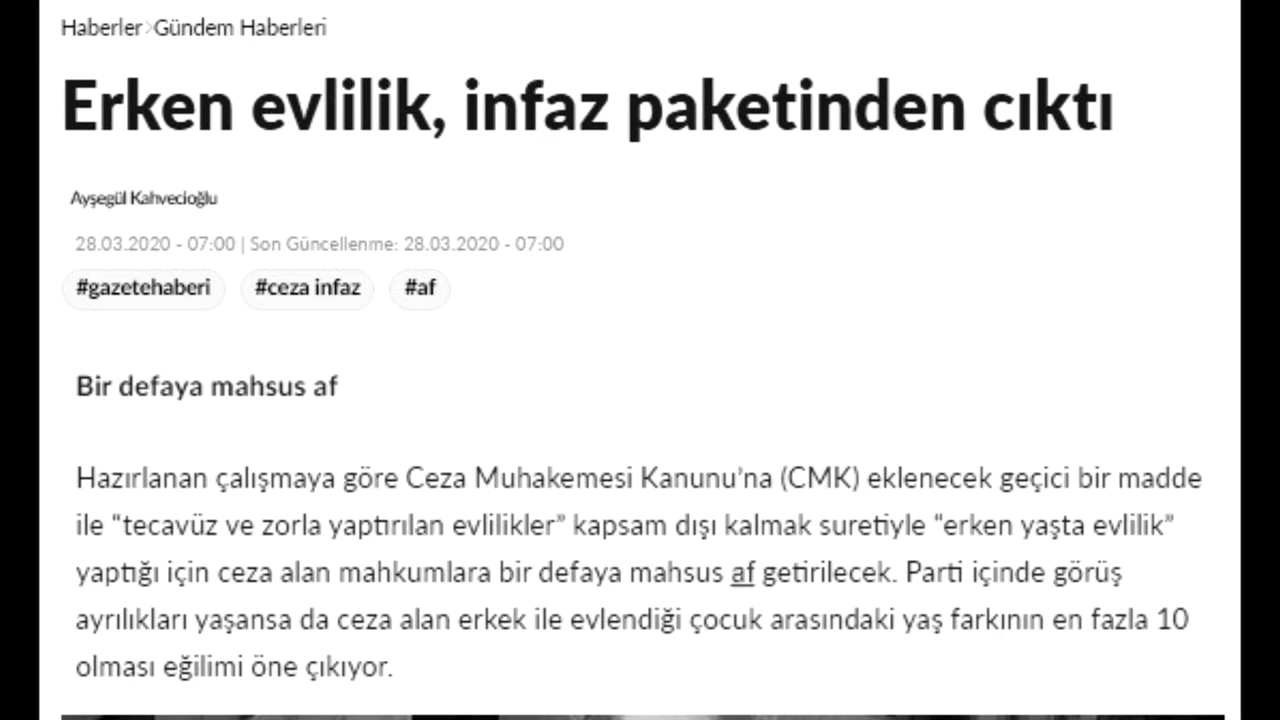 Haberler>Gündem Haberleri
Erken evlilik, infaz paketinden cıktı
Ayşegül Kahvecioğlu
28.03.2020 - 07:00 | Son Güncellenme: 28.03.2020 - 07:00
#gazetehaberi #ceza infaz #af
Bir defaya mahsus af
Hazırlanan çalışmaya göre Ceza Muhakemesi Kanunu’na (CMK) eklenecek geçici bir madde
ile “tecavüz ve zorla yaptırılan evlilikler” kapsam dışı kalmak suretiyle “erken yaşta evlilik”
yaptığı için ceza alan mahkumlara bir defaya mahsus af getirilecek. Parti içinde görüş
ayrılıkları yaşansa da ceza alan erkek ile evlendiği çocuk arasındaki yaş farkının en fazla 10
olması eğilimi öne çıkıyor.